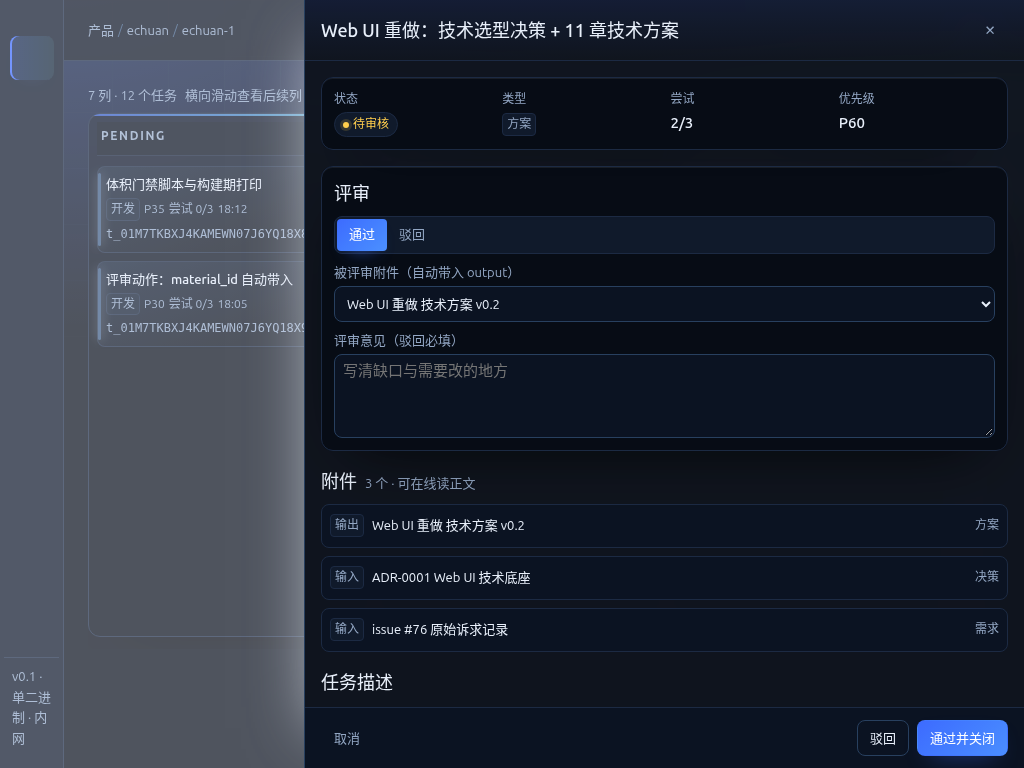 产品 / echuan / echuan-1
7 列 · 12 个任务 横向滑动查看后续列
PENDING
体积门禁脚本与构建期打印
开发 P35 尝试 0/3 18:12
t_01M7TKBXJ4KAMEWN07J6YQ18X
评审动作：material_id 自动带入
开发 P30 尝试 0/3 18:05
t_01M7TKBXJ4KAMEWN07J6YQ18X
v0.1 ·
单二进
制 · 内
网
Web UI 重做：技术选型决策 + 11 章技术方案
×
状态 类型 尝试 优先级
待审核 方案 2/3 P60
评审
通过 驳回
被评审附件（自动带入 output）
Web UI 重做 技术方案 v0.2
评审意见（驳回必填）
写清缺口与需要改的地方
附件 3 个 · 可在线读正文
输出 Web UI 重做 技术方案 v0.2 方案
输入 ADR-0001 Web UI 技术底座 决策
输入 issue #76 原始诉求记录 需求
任务描述
取消 驳回 通过并关闭